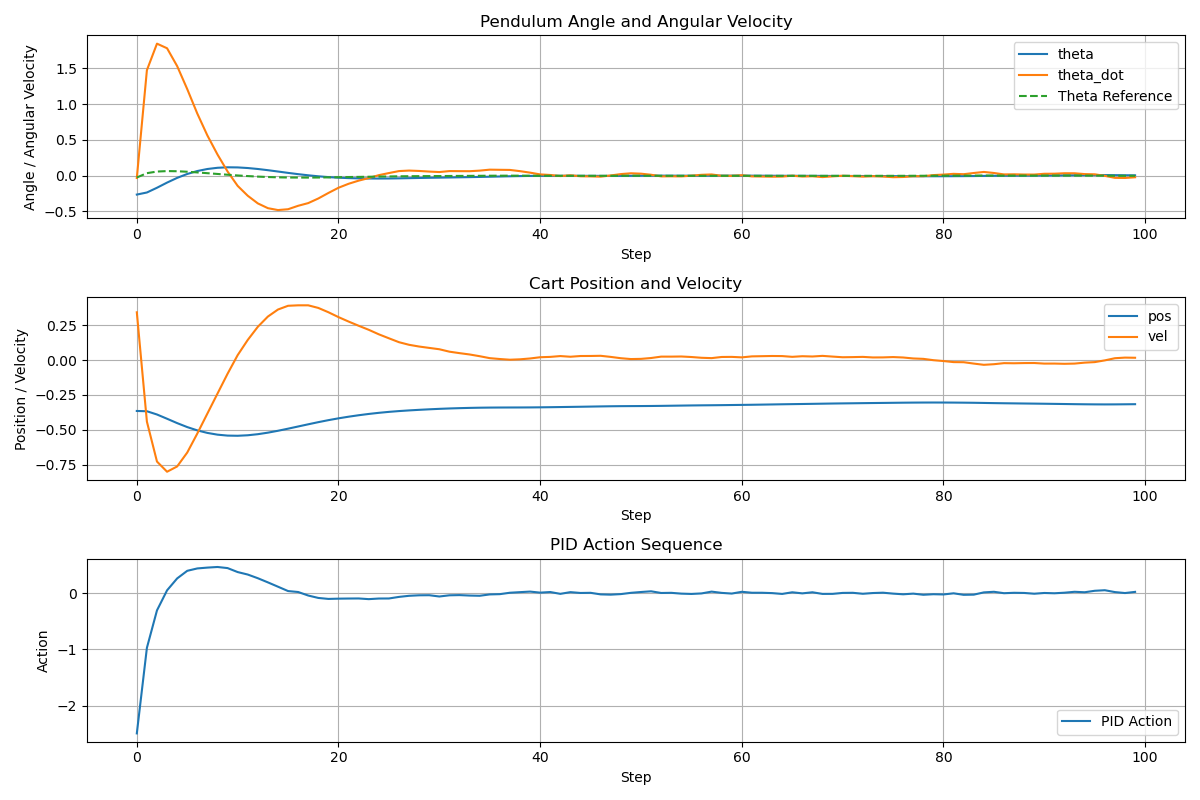 Pendulum Angle and Angular Velocity
Angle / Angular Velocity
1.5
1.0
0.5
0.0
−0.5
theta
theta_dot
Theta Reference
0 20 40 60 80 100
Step
Cart Position and Velocity
Position / Velocity
0.25
0.00
−0.25
−0.50
−0.75
pos
vel
0 20 40 60 80 100
Step
PID Action Sequence
Action
0
−1
−2
PID Action
0 20 40 60 80 100
Step